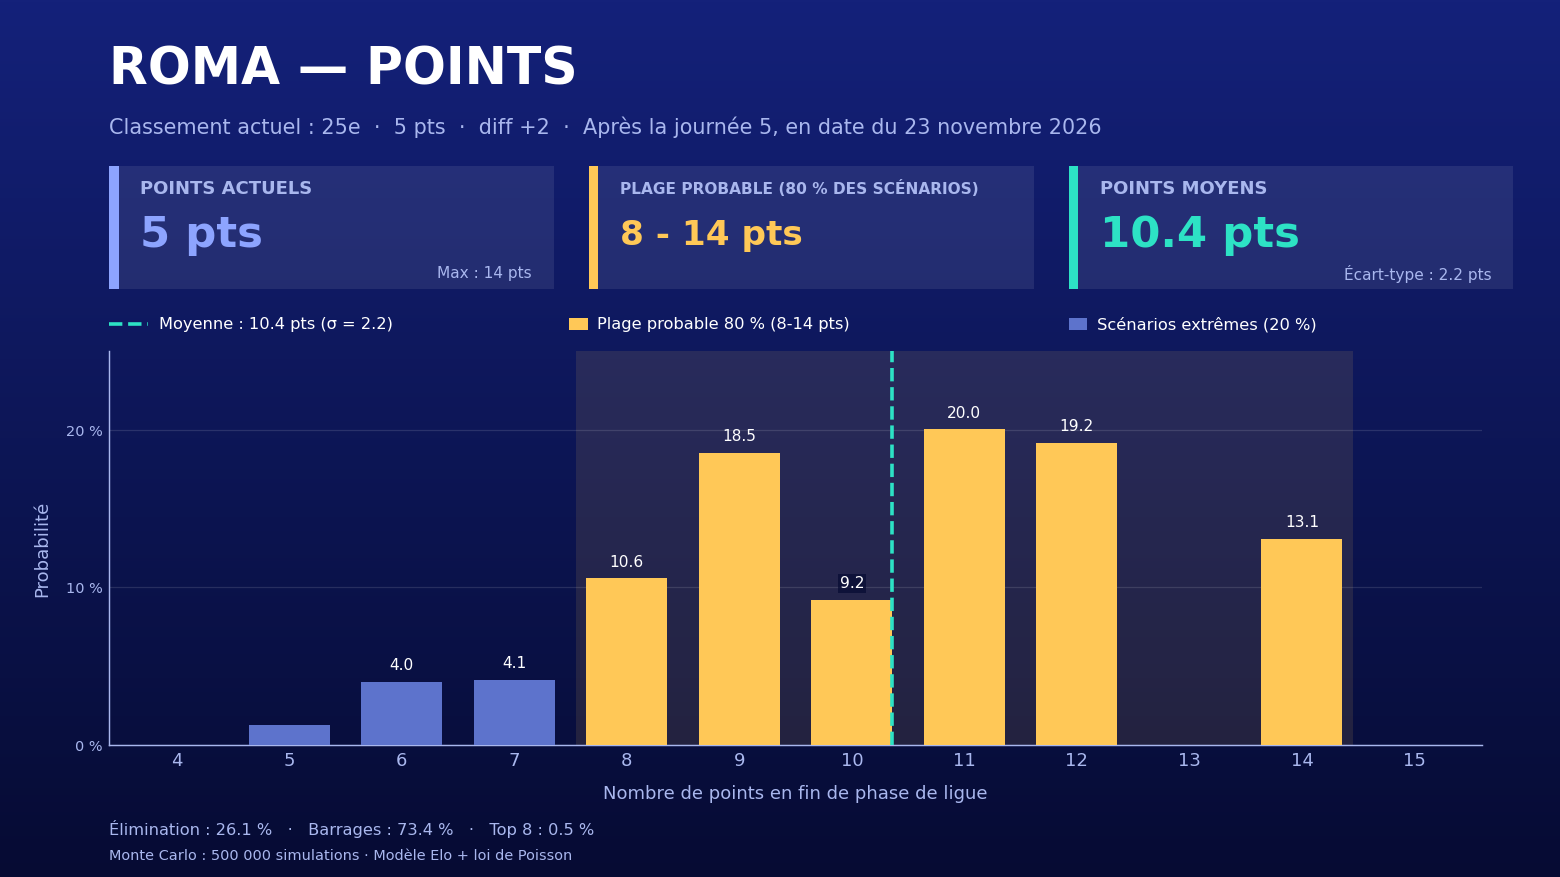 ROMA — POINTS
Classement actuel : 25e · 5 pts · diff +2 · Après la journée 5, en date du 23 novembre 2026
POINTS ACTUELS
5 pts
Max : 14 pts
PLAGE PROBABLE (80 % DES SCÉNARIOS)
8 - 14 pts
POINTS MOYENS
10.4 pts
Écart-type : 2.2 pts
Moyenne : 10.4 pts (σ = 2.2)
Plage probable 80 % (8-14 pts)
Scénarios extrêmes (20 %)
Probabilité
20 %
10 %
0 %
4.0
4.1
10.6
18.5
9.2
20.0
19.2
13.1
4 5 6 7 8 9 10 11 12 13 14 15
Nombre de points en fin de phase de ligue
Élimination : 26.1 % · Barrages : 73.4 % · Top 8 : 0.5 %
Monte Carlo : 500 000 simulations · Modèle Elo + loi de Poisson